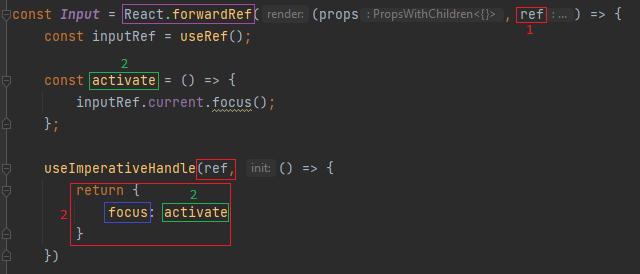 const Input = React.forwardRef( render: (props : PropsWithChildren<{}> , ref : ... ) => {
1
const inputRef = useRef();
2
const activate = () => {
inputRef.current.focus();
};
useImperativeHandle(ref, init: () => {
return {
2
2 focus: activate
}
})